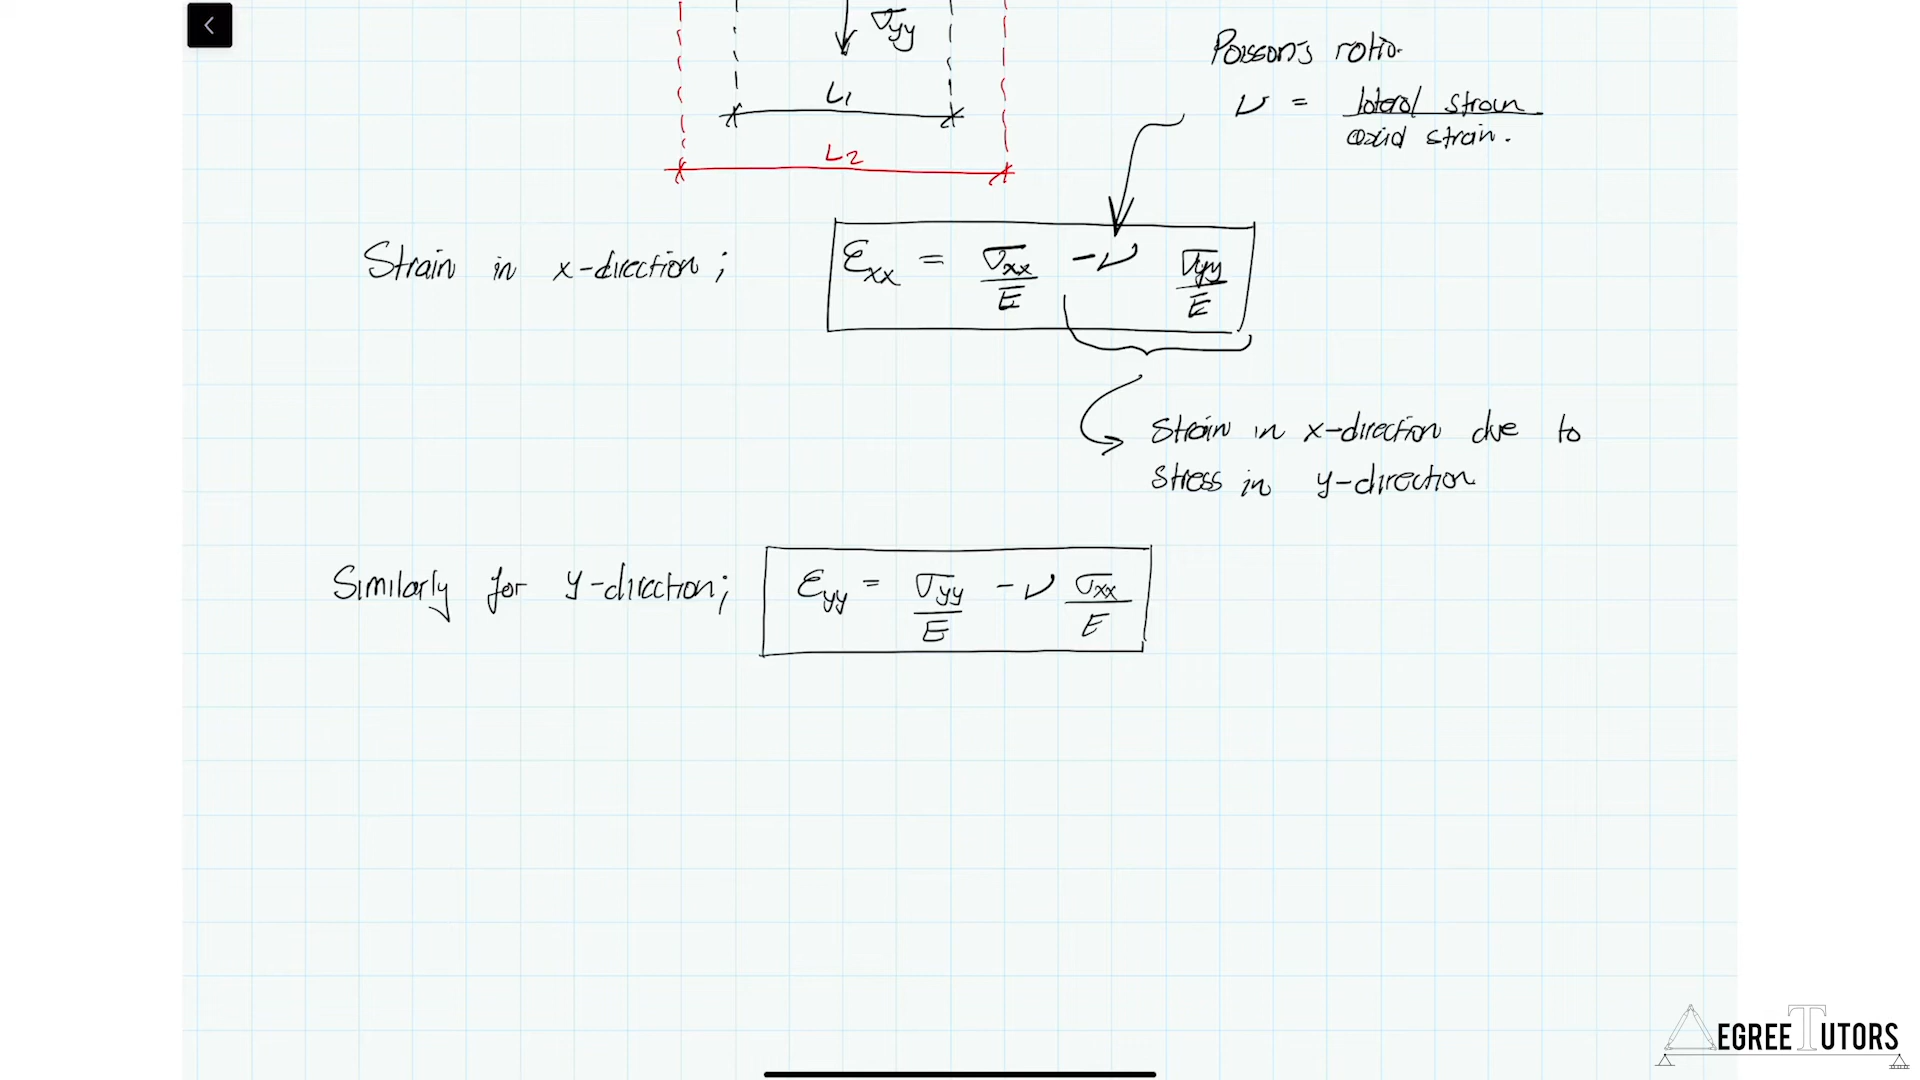 σyy
L1
L2
Poisson's ratio.
ν = lateral strain / axial strain.
Strain in x-direction; εxx = σxx/E - ν σyy/E
Strain in x-direction due to
stress in y-direction
Similarly for y-direction; εyy = σyy/E - ν σxx/E
DEGREE TUTORS